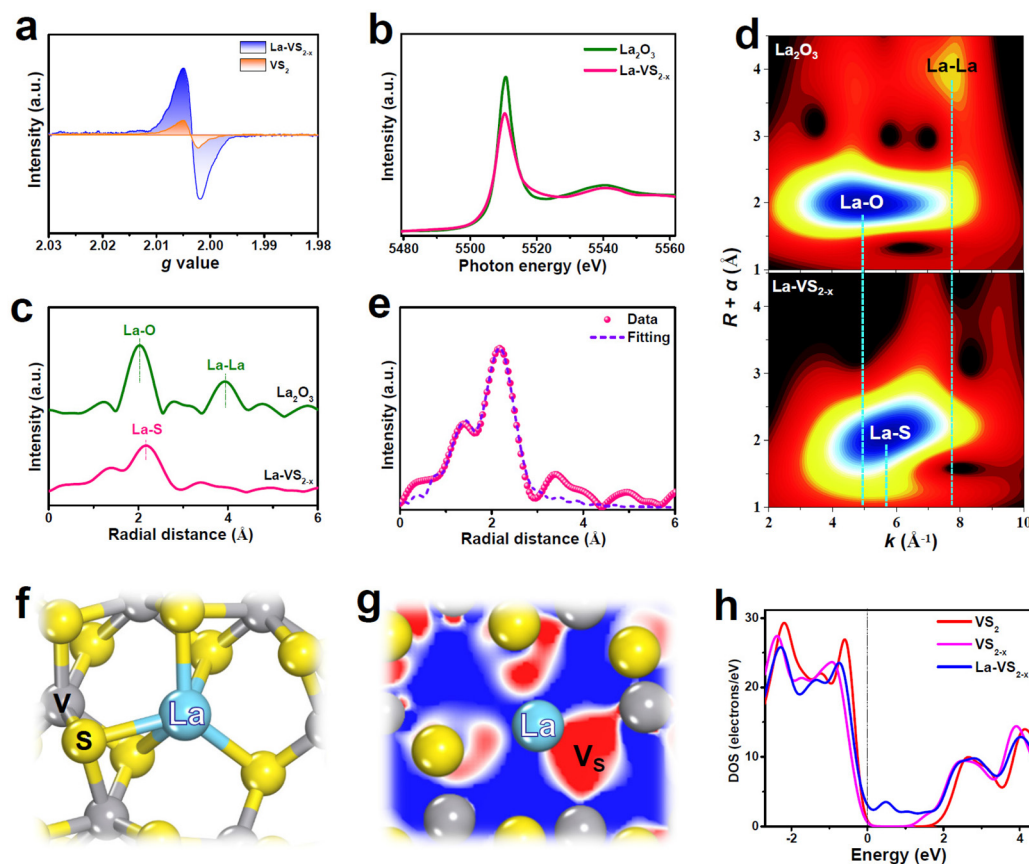 a
Intensity (a.u.)
La-VS2-x
VS2
2.03 2.02 2.01 2.00 1.99 1.98
g value
b
Intensity (a.u.)
La2O3
La-VS2-x
5480 5500 5520 5540 5560
Photon energy (eV)
c
Intensity (a.u.)
La-O
La-La
La2O3
La-S
La-VS2-x
0 2 4 6
Radial distance (Å)
e
Intensity (a.u.)
Data
Fitting
0 2 4 6
Radial distance (Å)
d
R + α (Å)
La2O3
La-La
La-O
4
3
2
1
La-VS2-x
La-S
4
3
2
1
2 4 6 8 10
k (Å-1)
f
V
S
La
g
La
VS
h
DOS (electrons/eV)
VS2
VS2-x
La-VS2-x
30
20
10
0
-2 0 2 4
Energy (eV)